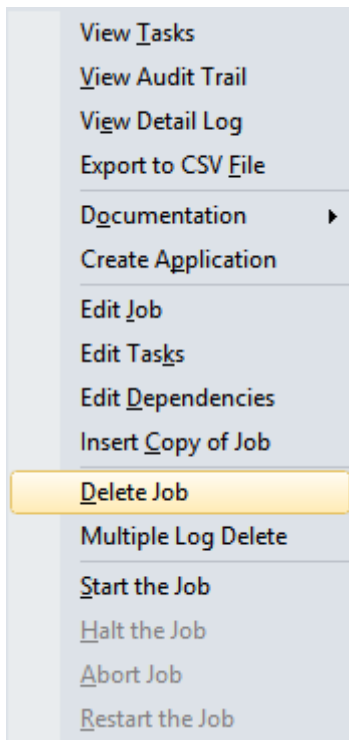 View Tasks
View Audit Trail
View Detail Log
Export to CSV File
Documentation
Create Application
Edit Job
Edit Tasks
Edit Dependencies
Insert Copy of Job
Delete Job
Multiple Log Delete
Start the Job
Halt the Job
Abort Job
Restart the Job